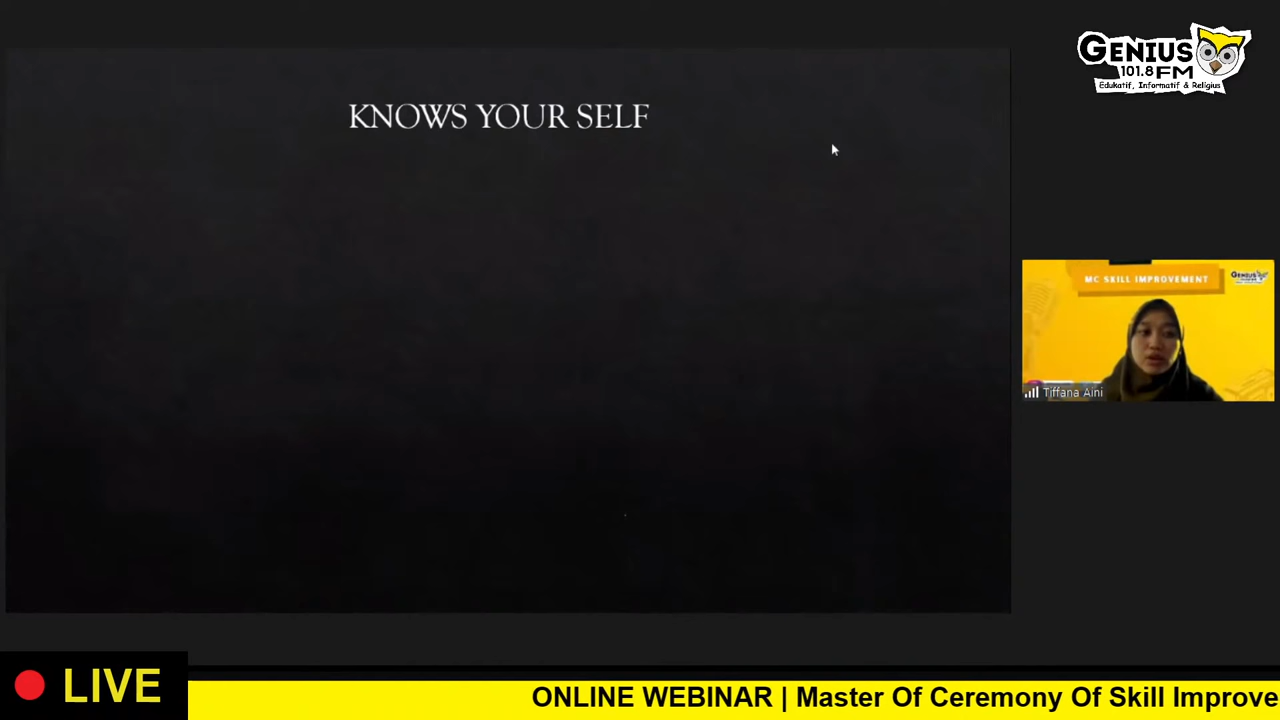 GENIUS
101.8 FM
Edukatif, Informatif & Religius
KNOWS YOUR SELF
MC SKILL IMPROVEMENT
GENIUS
Tiffana Aini
LIVE
ONLINE WEBINAR | Master Of Ceremony Of Skill Improve